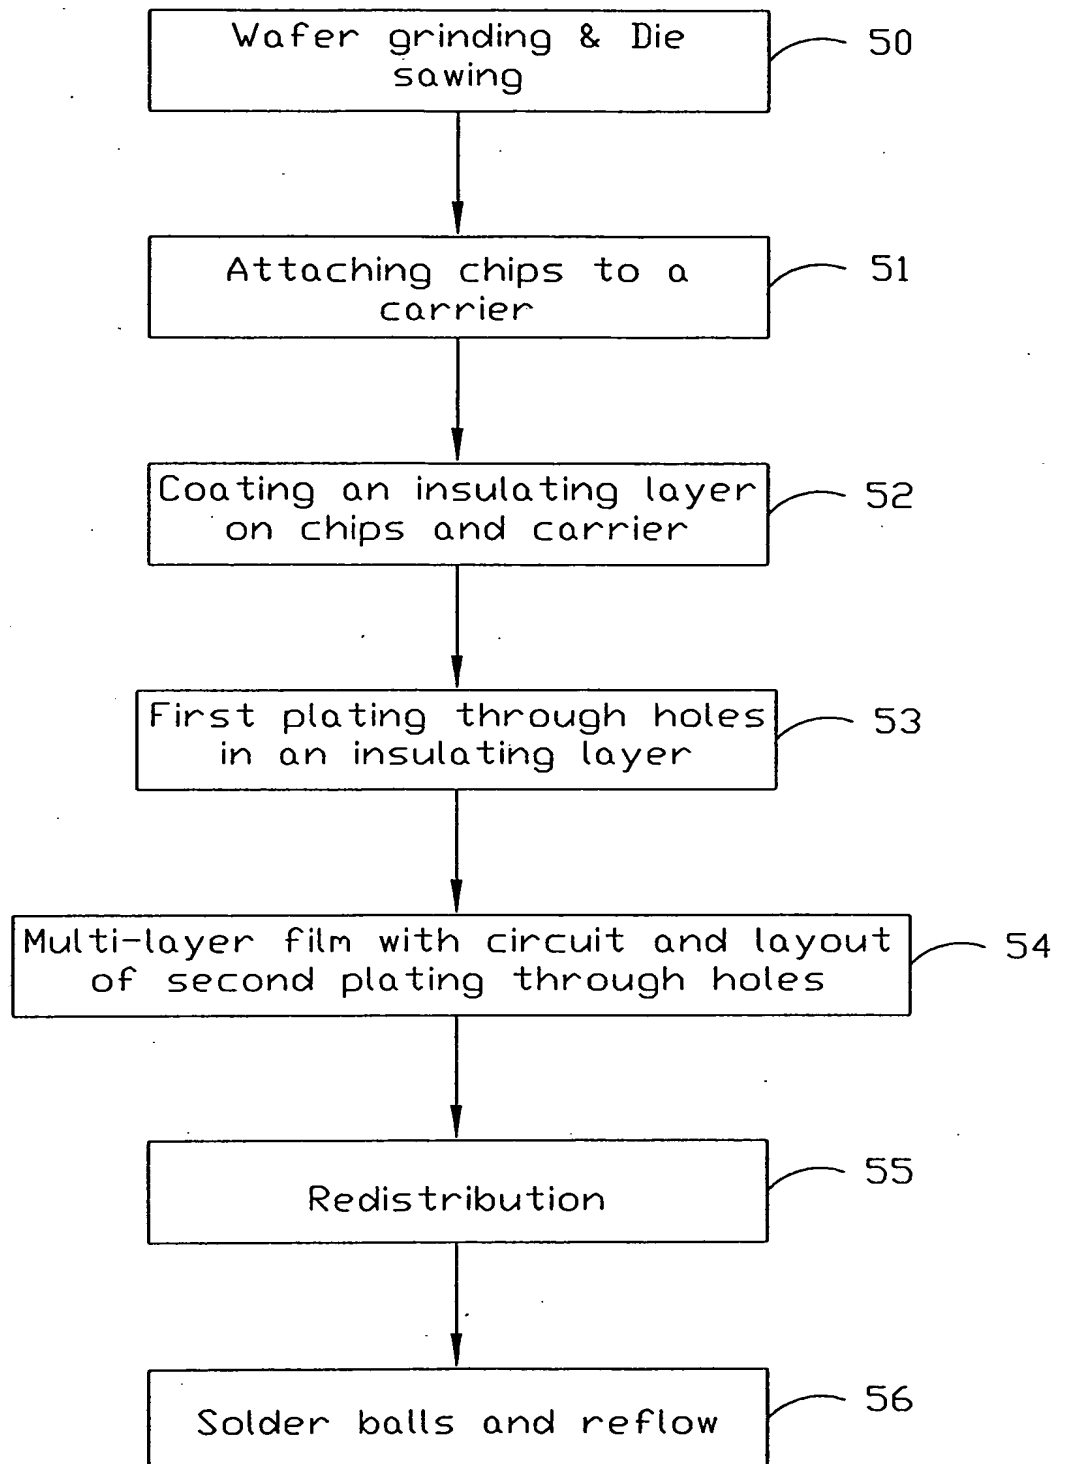 Wafer grinding & Die
sawing
50
Attaching chips to a
carrier
51
Coating an insulating layer
on chips and carrier
52
First plating through holes
in an insulating layer
53
Multi-layer film with circuit and layout
of second plating through holes
54
Redistribution
55
Solder balls and reflow
56